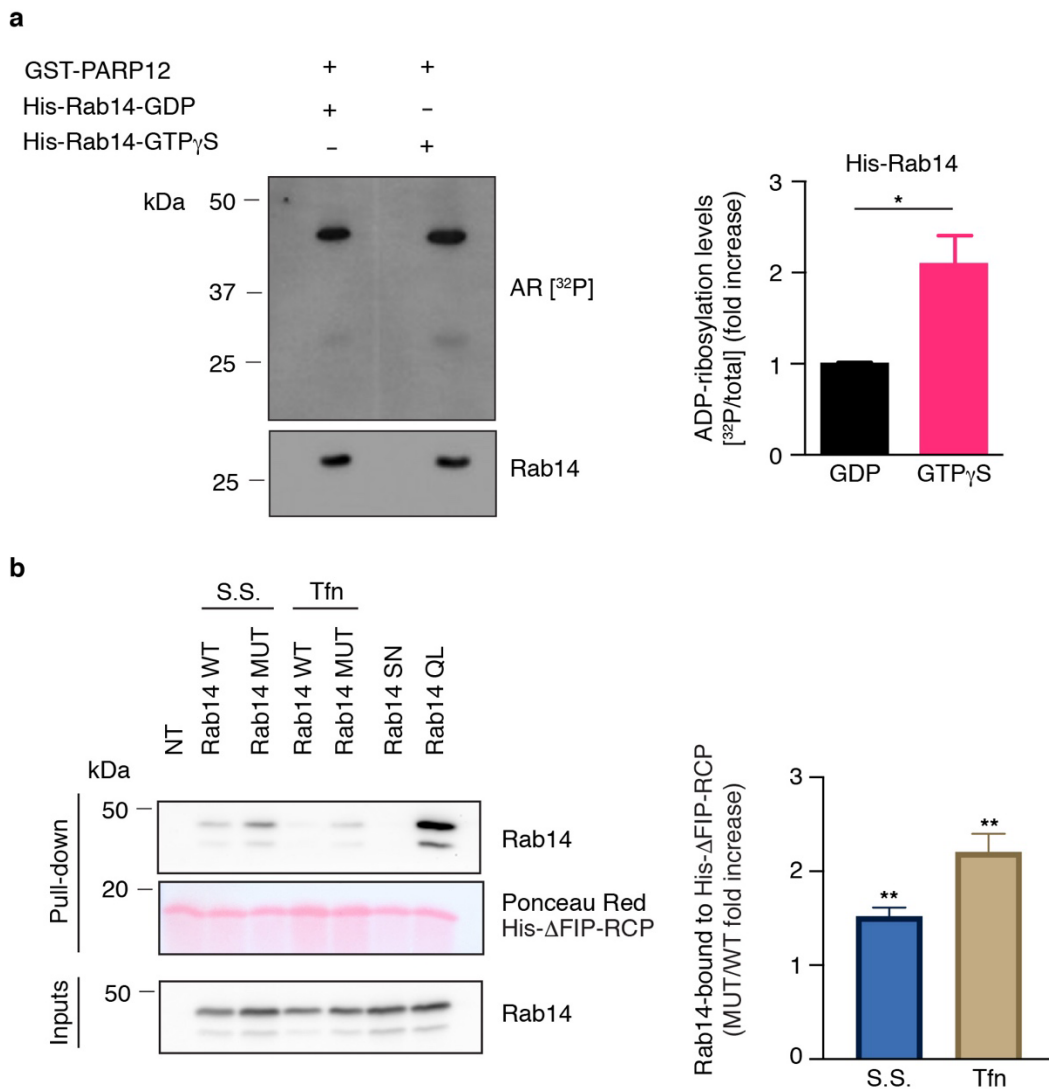 a
GST-PARP12 + +
His-Rab14-GDP + –
His-Rab14-GTPγS – +
kDa
50
37
25
AR [³²P]
25
Rab14
His-Rab14
ADP-ribosylation levels
[³²P/total] (fold increase)
3
2
1
0
*
GDP GTPγS
b
S.S. Tfn
NT
Rab14 WT
Rab14 MUT
Rab14 WT
Rab14 MUT
Rab14 SN
Rab14 QL
kDa
Pull-down
50
Rab14
20
Ponceau Red
His-ΔFIP-RCP
Inputs
50
Rab14
Rab14-bound to His-ΔFIP-RCP
(MUT/WT fold increase)
3
2
1
0
**
**
S.S. Tfn